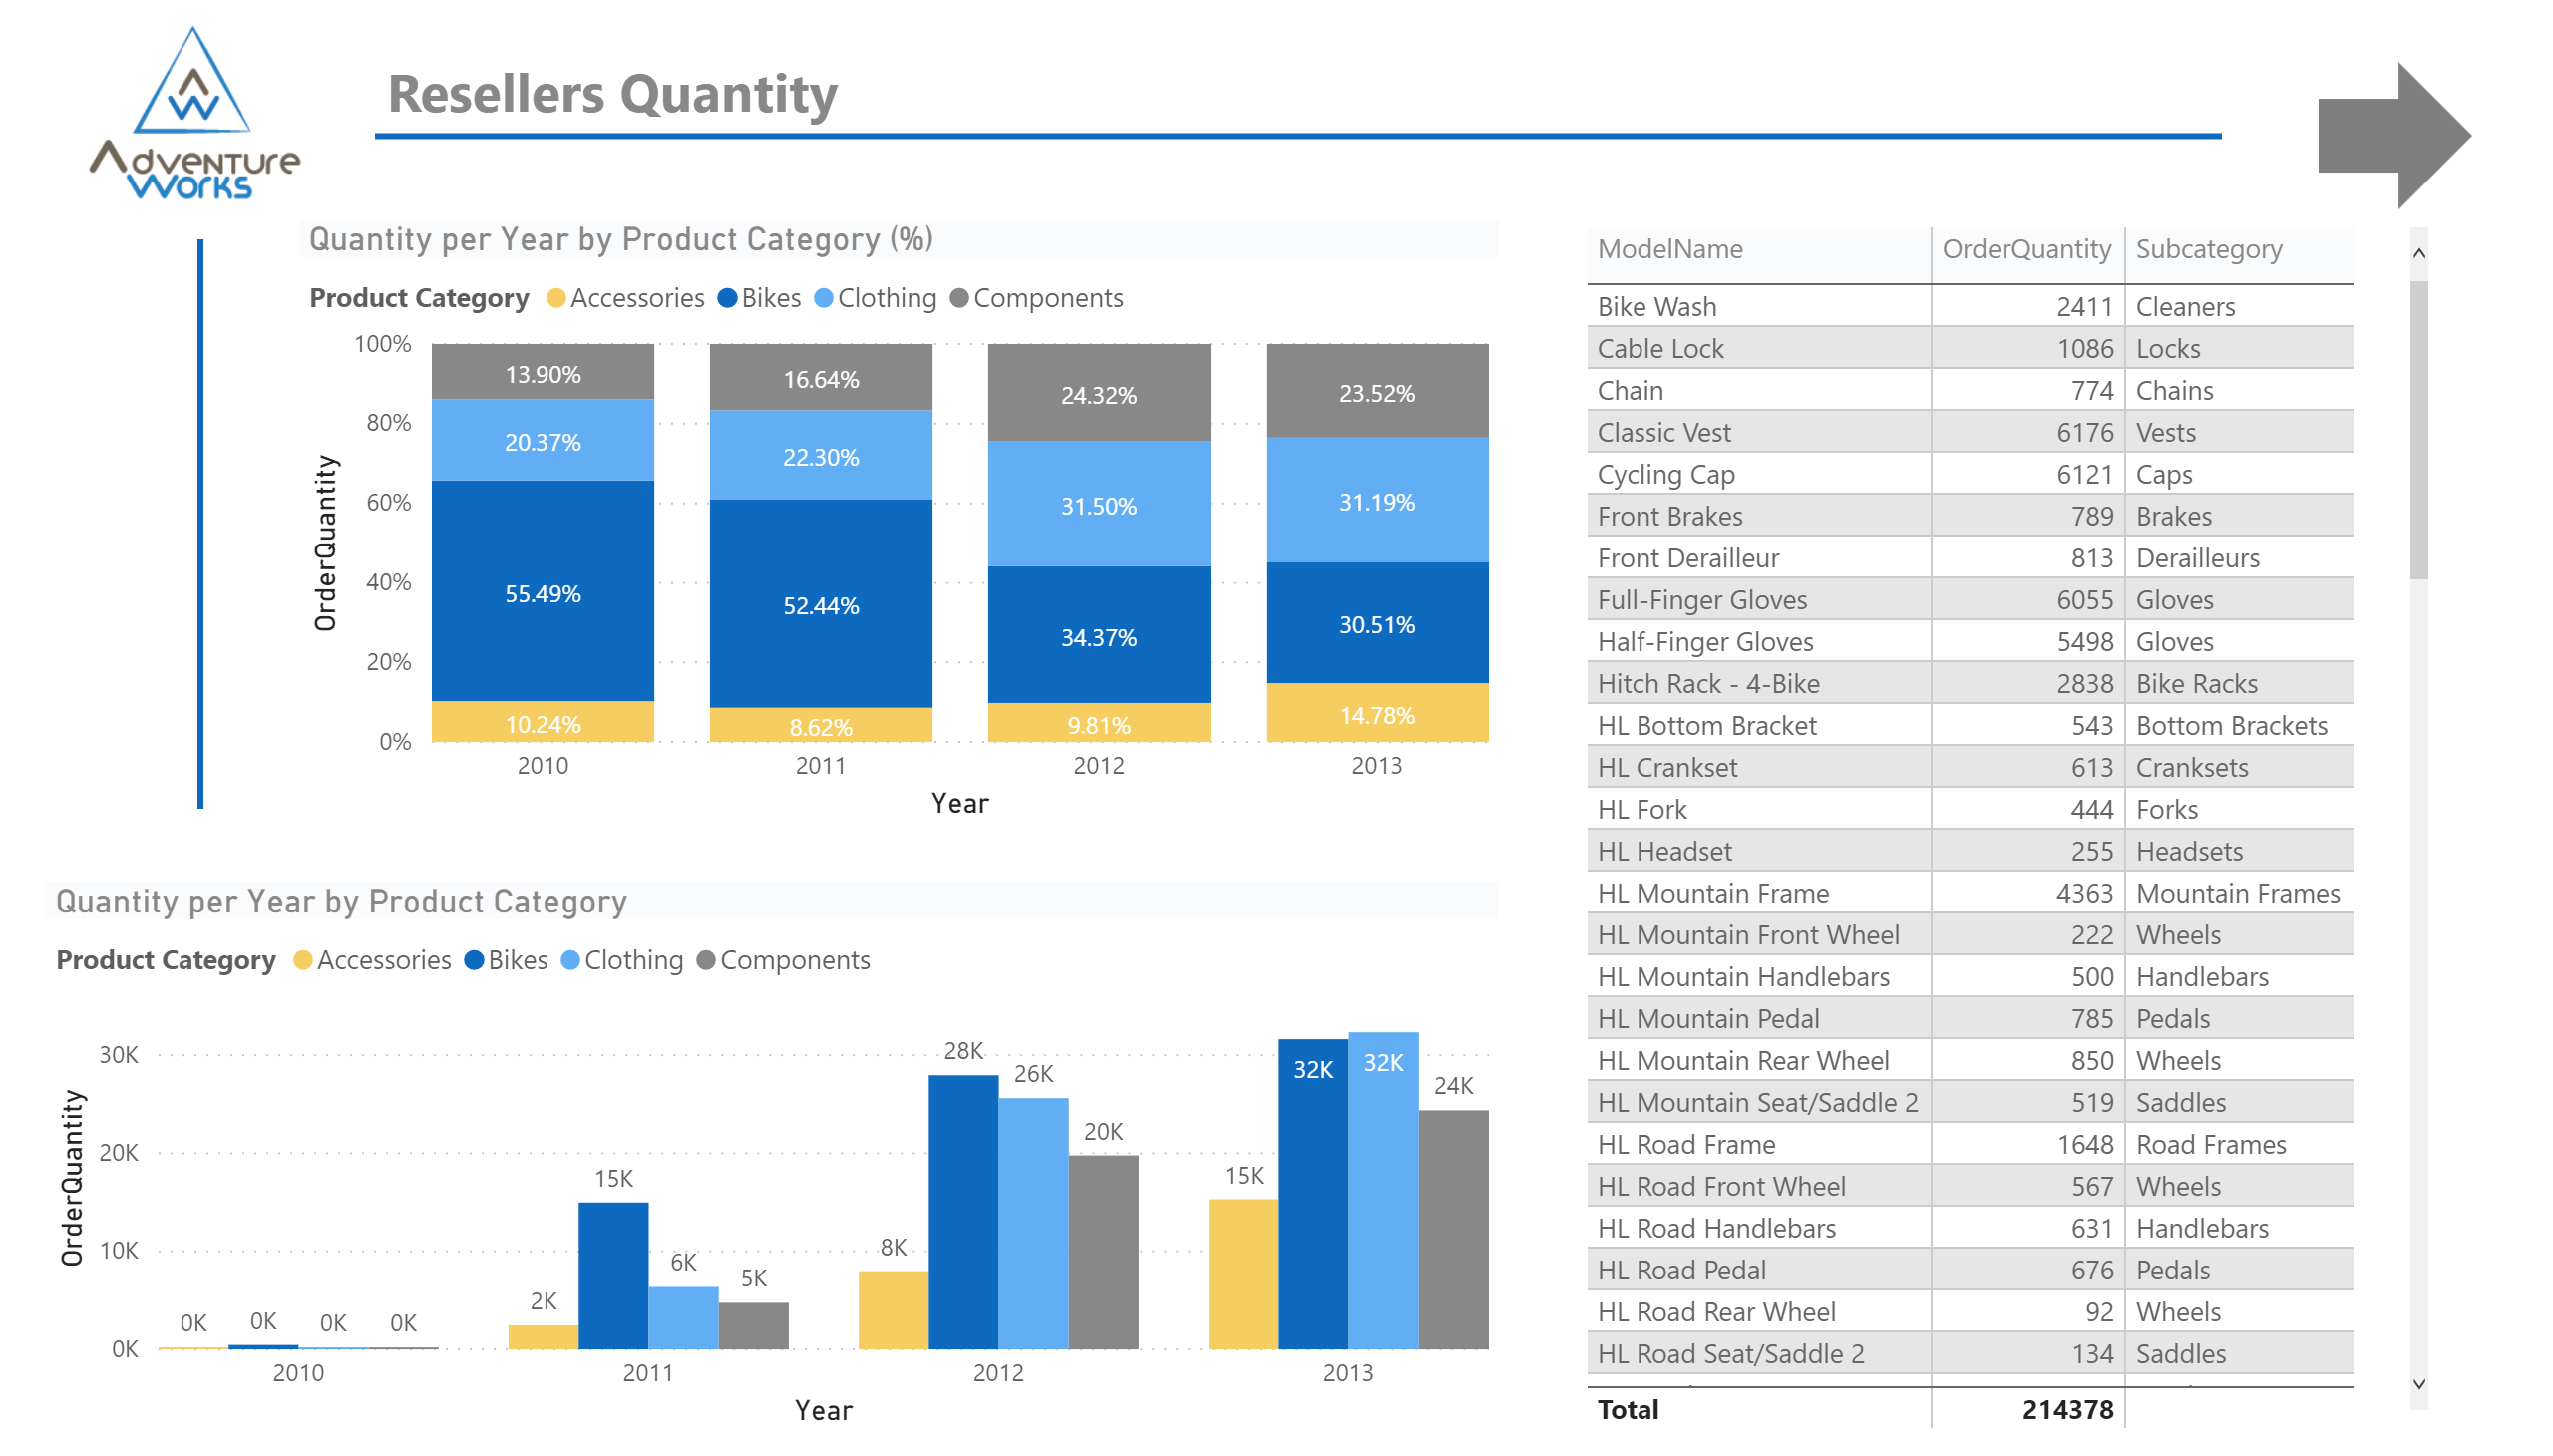 AW
Adventure
Works
Resellers Quantity
Quantity per Year by Product Category (%)
Product Category Accessories Bikes Clothing Components
100%
80%
60%
40%
20%
0%
OrderQuantity
13.90% 16.64% 24.32% 23.52%
20.37% 22.30% 31.50% 31.19%
55.49% 52.44% 34.37% 30.51%
10.24% 8.62% 9.81% 14.78%
2010 2011 2012 2013
Year
Quantity per Year by Product Category
Product Category Accessories Bikes Clothing Components
30K
20K
10K
0K
OrderQuantity
0K 0K 0K 0K
2K 15K 6K 5K
8K 28K 26K 20K
15K 32K 32K 24K
2010 2011 2012 2013
Year
ModelName OrderQuantity Subcategory
Bike Wash 2411 Cleaners
Cable Lock 1086 Locks
Chain 774 Chains
Classic Vest 6176 Vests
Cycling Cap 6121 Caps
Front Brakes 789 Brakes
Front Derailleur 813 Derailleurs
Full-Finger Gloves 6055 Gloves
Half-Finger Gloves 5498 Gloves
Hitch Rack - 4-Bike 2838 Bike Racks
HL Bottom Bracket 543 Bottom Brackets
HL Crankset 613 Cranksets
HL Fork 444 Forks
HL Headset 255 Headsets
HL Mountain Frame 4363 Mountain Frames
HL Mountain Front Wheel 222 Wheels
HL Mountain Handlebars 500 Handlebars
HL Mountain Pedal 785 Pedals
HL Mountain Rear Wheel 850 Wheels
HL Mountain Seat/Saddle 2 519 Saddles
HL Road Frame 1648 Road Frames
HL Road Front Wheel 567 Wheels
HL Road Handlebars 631 Handlebars
HL Road Pedal 676 Pedals
HL Road Rear Wheel 92 Wheels
HL Road Seat/Saddle 2 134 Saddles
Total 214378